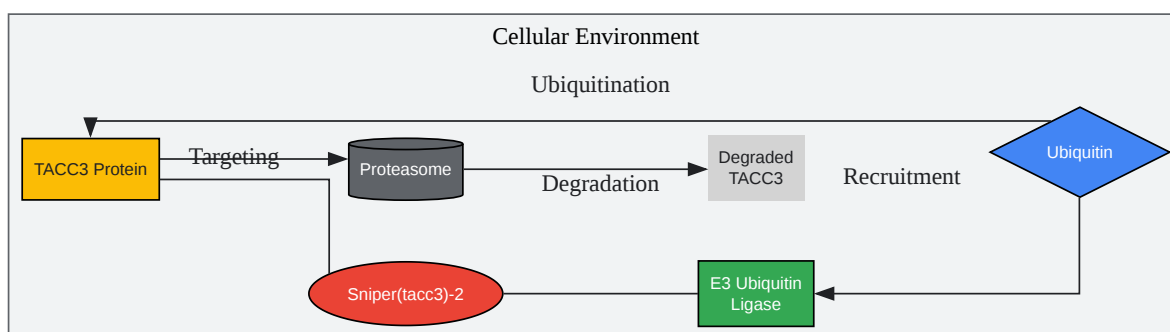 Cellular Environment
Ubiquitination
TACC3 Protein
Targeting
Proteasome
Degradation
Degraded
TACC3
Recruitment
Ubiquitin
Sniper(tacc3)-2
E3 Ubiquitin
Ligase